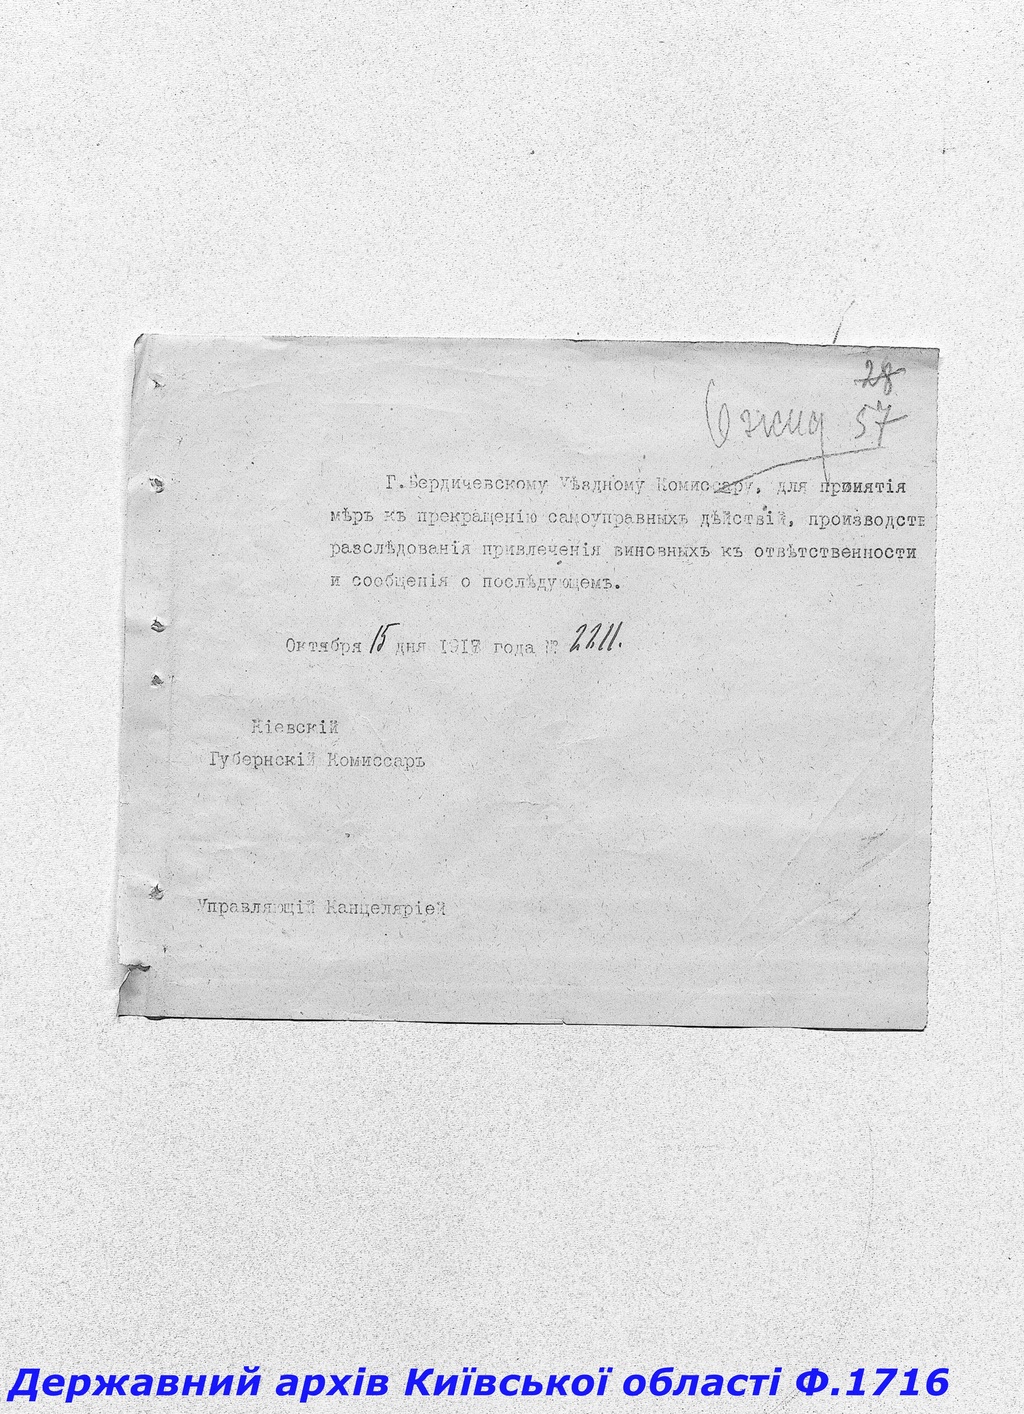 28
Ожид 57
Г.Бердичевскому Уѣздному Комиссару, для принятія
мѣръ къ прекращенію самоуправныхъ дѣйствій, производств
разслѣдованія привлеченія виновныхъ къ отвѣтственности
и сообщенія о послѣдующемъ.
Октября 15 дня 1917 года № 2211.
Кіевскій
Губернскій Комиссаръ
Управляющій Канцеляріей
Державний архів Київської області Ф.1716